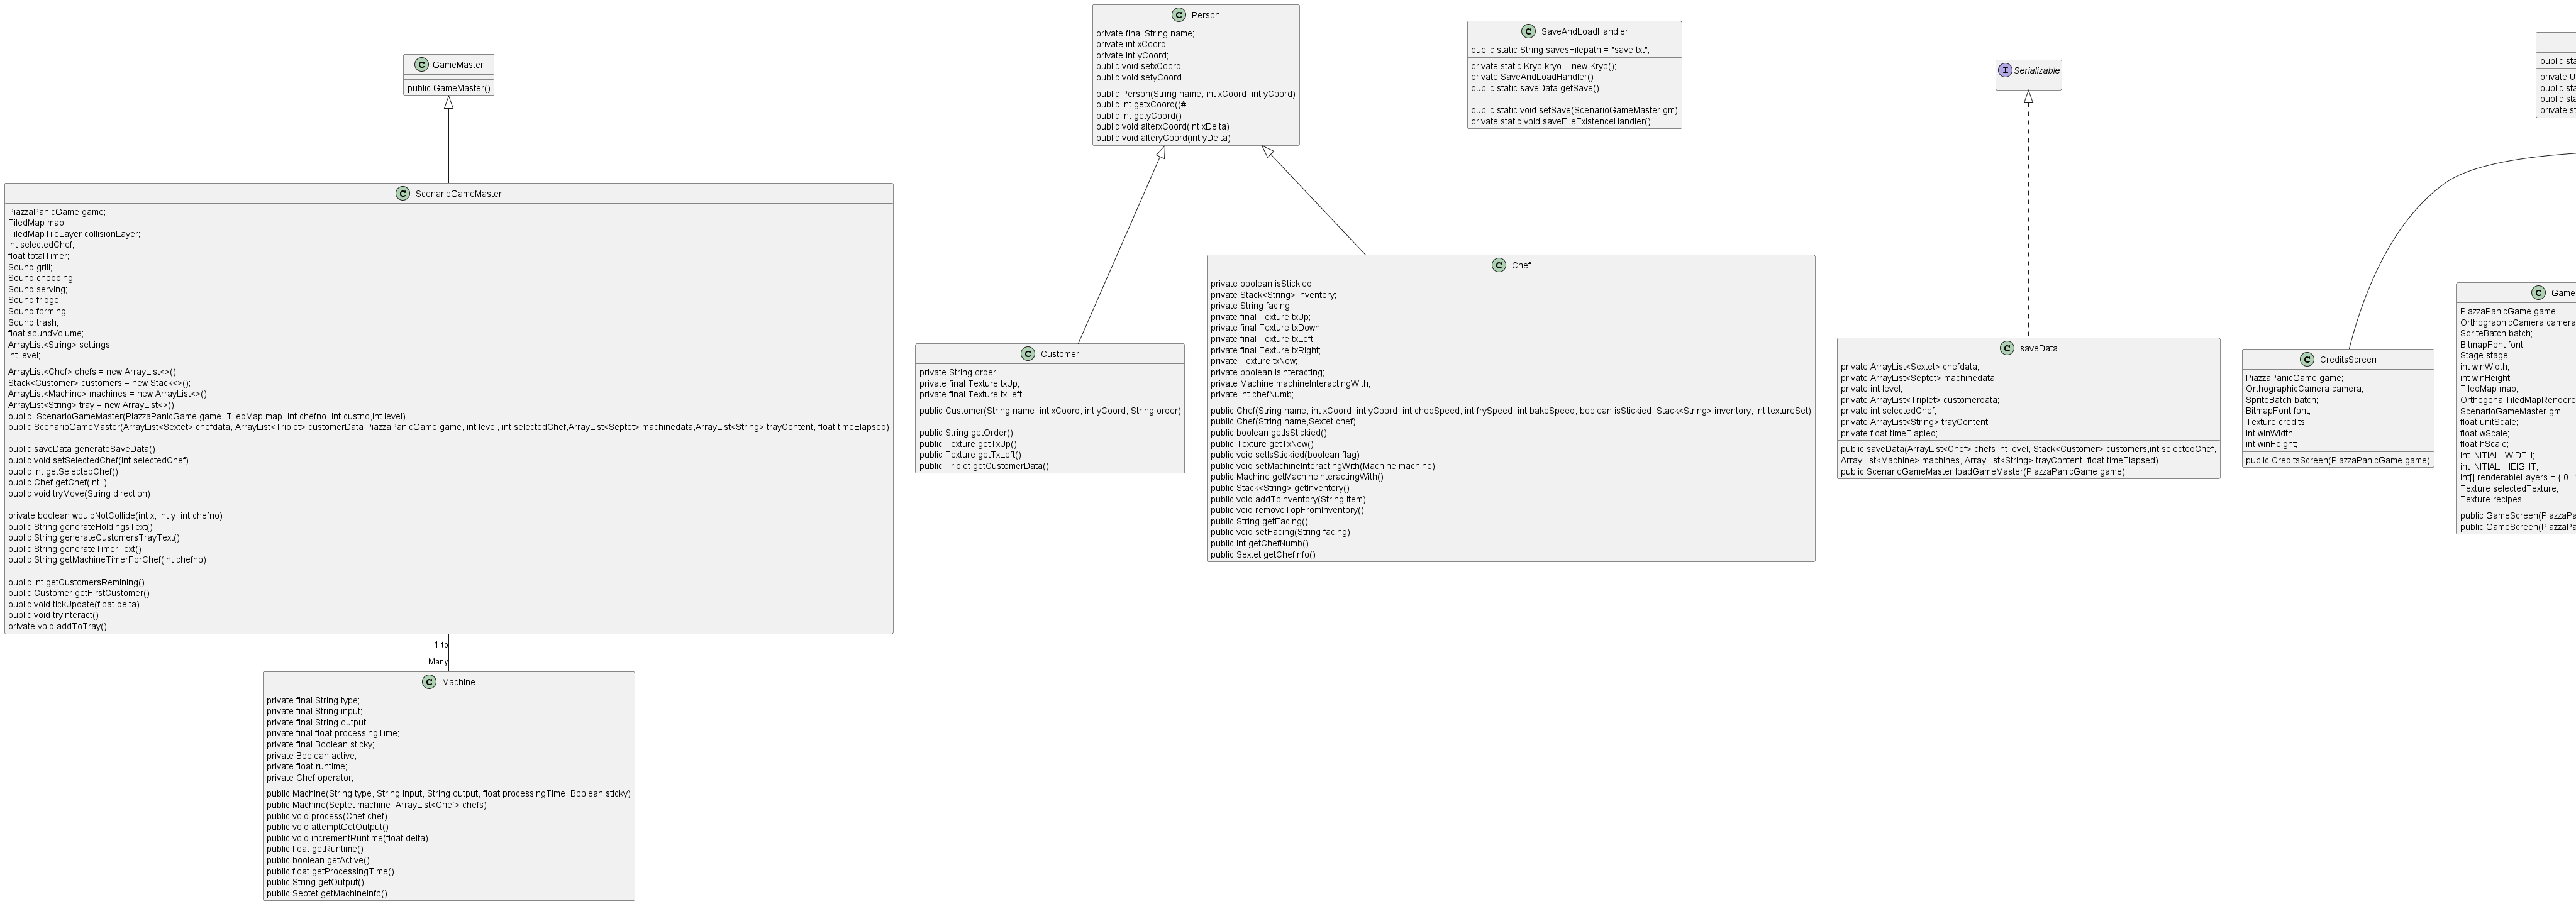 C GameMaster
public GameMaster()
C ScenarioGameMaster
PiazzaPanicGame game;
TiledMap map;
TiledMapTileLayer collisionLayer;
int selectedChef;
float totalTimer;
Sound grill;
Sound chopping;
Sound serving;
Sound fridge;
Sound forming;
Sound trash;
float soundVolume;
ArrayList<String> settings;
int level;
ArrayList<Chef> chefs = new ArrayList<>();
Stack<Customer> customers = new Stack<>();
ArrayList<Machine> machines = new ArrayList<>();
ArrayList<String> tray = new ArrayList<>();
public  ScenarioGameMaster(PiazzaPanicGame game, TiledMap map, int chefno, int custno,int level)
public ScenarioGameMaster(ArrayList<Sextet> chefdata, ArrayList<Triplet> customerData,PiazzaPanicGame game, int level, int selectedChef,ArrayList<Septet> machinedata,ArrayList<String> trayContent, float timeElapsed)
public saveData generateSaveData()
public void setSelectedChef(int selectedChef)
public int getSelectedChef()
public Chef getChef(int i)
public void tryMove(String direction)
private boolean wouldNotCollide(int x, int y, int chefno)
public String generateHoldingsText()
public String generateCustomersTrayText()
public String generateTimerText()
public String getMachineTimerForChef(int chefno)
public int getCustomersRemining()
public Customer getFirstCustomer()
public void tickUpdate(float delta)
public void tryInteract()
private void addToTray()
1 to
Many
C Machine
private final String type;
private final String input;
private final String output;
private final float processingTime;
private final Boolean sticky;
private Boolean active;
private float runtime;
private Chef operator;
public Machine(String type, String input, String output, float processingTime, Boolean sticky)
public Machine(Septet machine, ArrayList<Chef> chefs)
public void process(Chef chef)
public void attemptGetOutput()
public void incrementRuntime(float delta)
public float getRuntime()
public boolean getActive()
public float getProcessingTime()
public String getOutput()
public Septet getMachineInfo()
C Person
private final String name;
private int xCoord;
private int yCoord;
public void setxCoord
public void setyCoord
public Person(String name, int xCoord, int yCoord)
public int getxCoord()#
public int getyCoord()
public void alterxCoord(int xDelta)
public void alteryCoord(int yDelta)
C Customer
private String order;
private final Texture txUp;
private final Texture txLeft;
public Customer(String name, int xCoord, int yCoord, String order)
public String getOrder()
public Texture getTxUp()
public Texture getTxLeft()
public Triplet getCustomerData()
C Chef
private boolean isStickied;
private Stack<String> inventory;
private String facing;
private final Texture txUp;
private final Texture txDown;
private final Texture txLeft;
private final Texture txRight;
private Texture txNow;
private boolean isInteracting;
private Machine machineInteractingWith;
private int chefNumb;
public Chef(String name, int xCoord, int yCoord, int chopSpeed, int frySpeed, int bakeSpeed, boolean isStickied, Stack<String> inventory, int textureSet)
public Chef(String name,Sextet chef)
public boolean getIsStickied()
public Texture getTxNow()
public void setIsStickied(boolean flag)
public void setMachineInteractingWith(Machine machine)
public Machine getMachineInteractingWith()
public Stack<String> getInventory()
public void addToInventory(String item)
public void removeTopFromInventory()
public String getFacing()
public void setFacing(String facing)
public int getChefNumb()
public Sextet getChefInfo()
C SaveAndLoadHandler
public static String savesFilepath = "save.txt";
private static Kryo kryo = new Kryo();
private SaveAndLoadHandler()
public static saveData getSave()
public static void setSave(ScenarioGameMaster gm)
private static void saveFileExistenceHandler()
I Serializable
C saveData
private ArrayList<Sextet> chefdata;
private ArrayList<Septet> machinedata;
private int level;
private ArrayList<Triplet> customerdata;
private int selectedChef;
private ArrayList<String> trayContent;
private float timeElapled;
public saveData(ArrayList<Chef> chefs,int level, Stack<Customer> customers,int selectedChef,
ArrayList<Machine> machines, ArrayList<String> trayContent, float timeElapsed)
public ScenarioGameMaster loadGameMaster(PiazzaPanicGame game)
C CreditsScreen
PiazzaPanicGame game;
OrthographicCamera camera;
SpriteBatch batch;
BitmapFont font;
Texture credits;
int winWidth;
int winHeight;
public CreditsScreen(PiazzaPanicGame game)
public sta
private U
public sta
public sta
private st
C Game
PiazzaPanicGame game;
OrthographicCamera camera
SpriteBatch batch;
BitmapFont font;
Stage stage;
int winWidth;
int winHeight;
TiledMap map;
OrthogonalTiledMapRendere
ScenarioGameMaster gm;
float unitScale;
float wScale;
float hScale;
int INITIAL_WIDTH;
int INITIAL_HEIGHT;
int[] renderableLayers = { 0, 1
Texture selectedTexture;
Texture recipes;
public GameScreen(PiazzaPa
public GameScreen(PiazzaPa